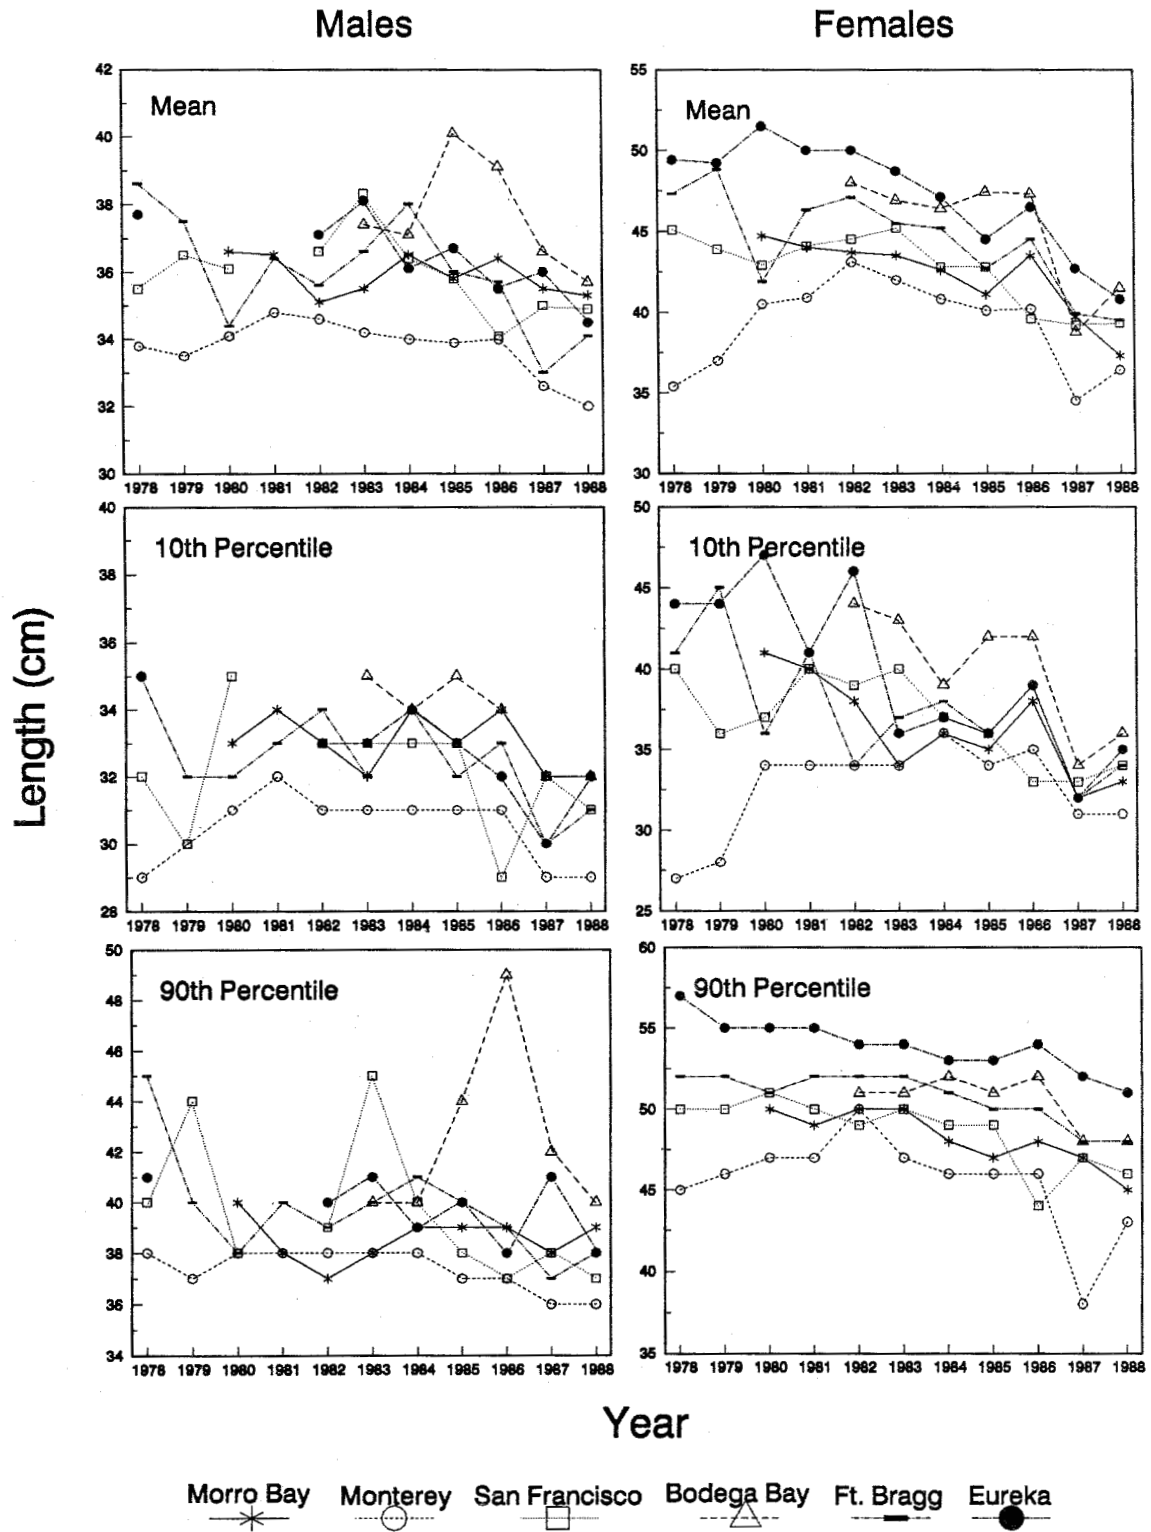 Males Females
Length (cm)
Mean
42
40
38
36
34
32
30
1978 1979 1980 1981 1982 1983 1984 1985 1986 1987 1988
Mean
55
50
45
40
35
30
1978 1979 1980 1981 1982 1983 1984 1985 1986 1987 1988
10th Percentile
40
38
36
34
32
30
28
1978 1979 1980 1981 1982 1983 1984 1985 1986 1987 1988
10th Percentile
50
45
40
35
30
25
1978 1979 1980 1981 1982 1983 1984 1985 1986 1987 1988
90th Percentile
50
48
46
44
42
40
38
36
34
1978 1979 1980 1981 1982 1983 1984 1985 1986 1987 1988
90th Percentile
60
55
50
45
40
35
1978 1979 1980 1981 1982 1983 1984 1985 1986 1987 1988
Year
Morro Bay Monterey San Francisco Bodega Bay Ft. Bragg Eureka